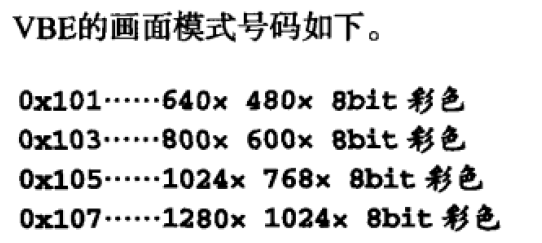 VBE的画面模式号码如下。
0x101……640× 480× 8bit 彩色
0x103……800× 600× 8bit 彩色
0x105……1024× 768× 8bit 彩色
0x107……1280× 1024× 8bit 彩色